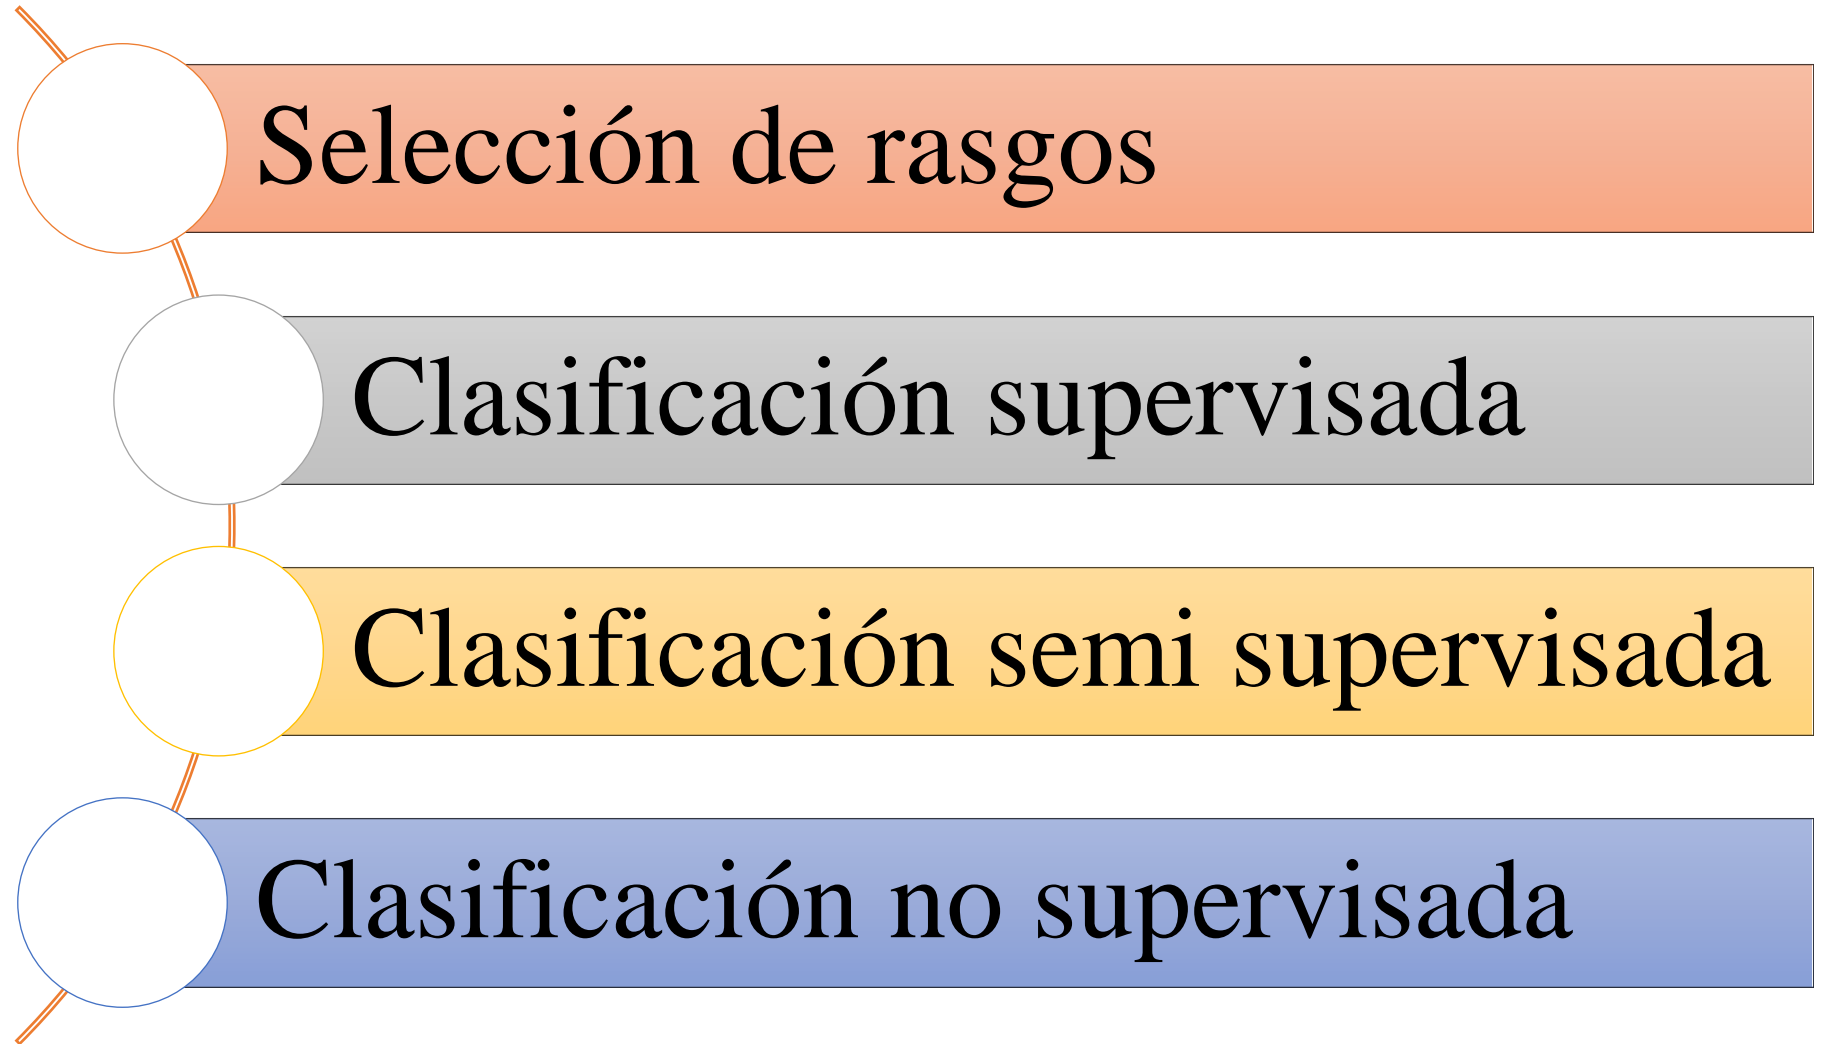 Selección de rasgos
Clasificación supervisada
Clasificación semi supervisada
Clasificación no supervisada